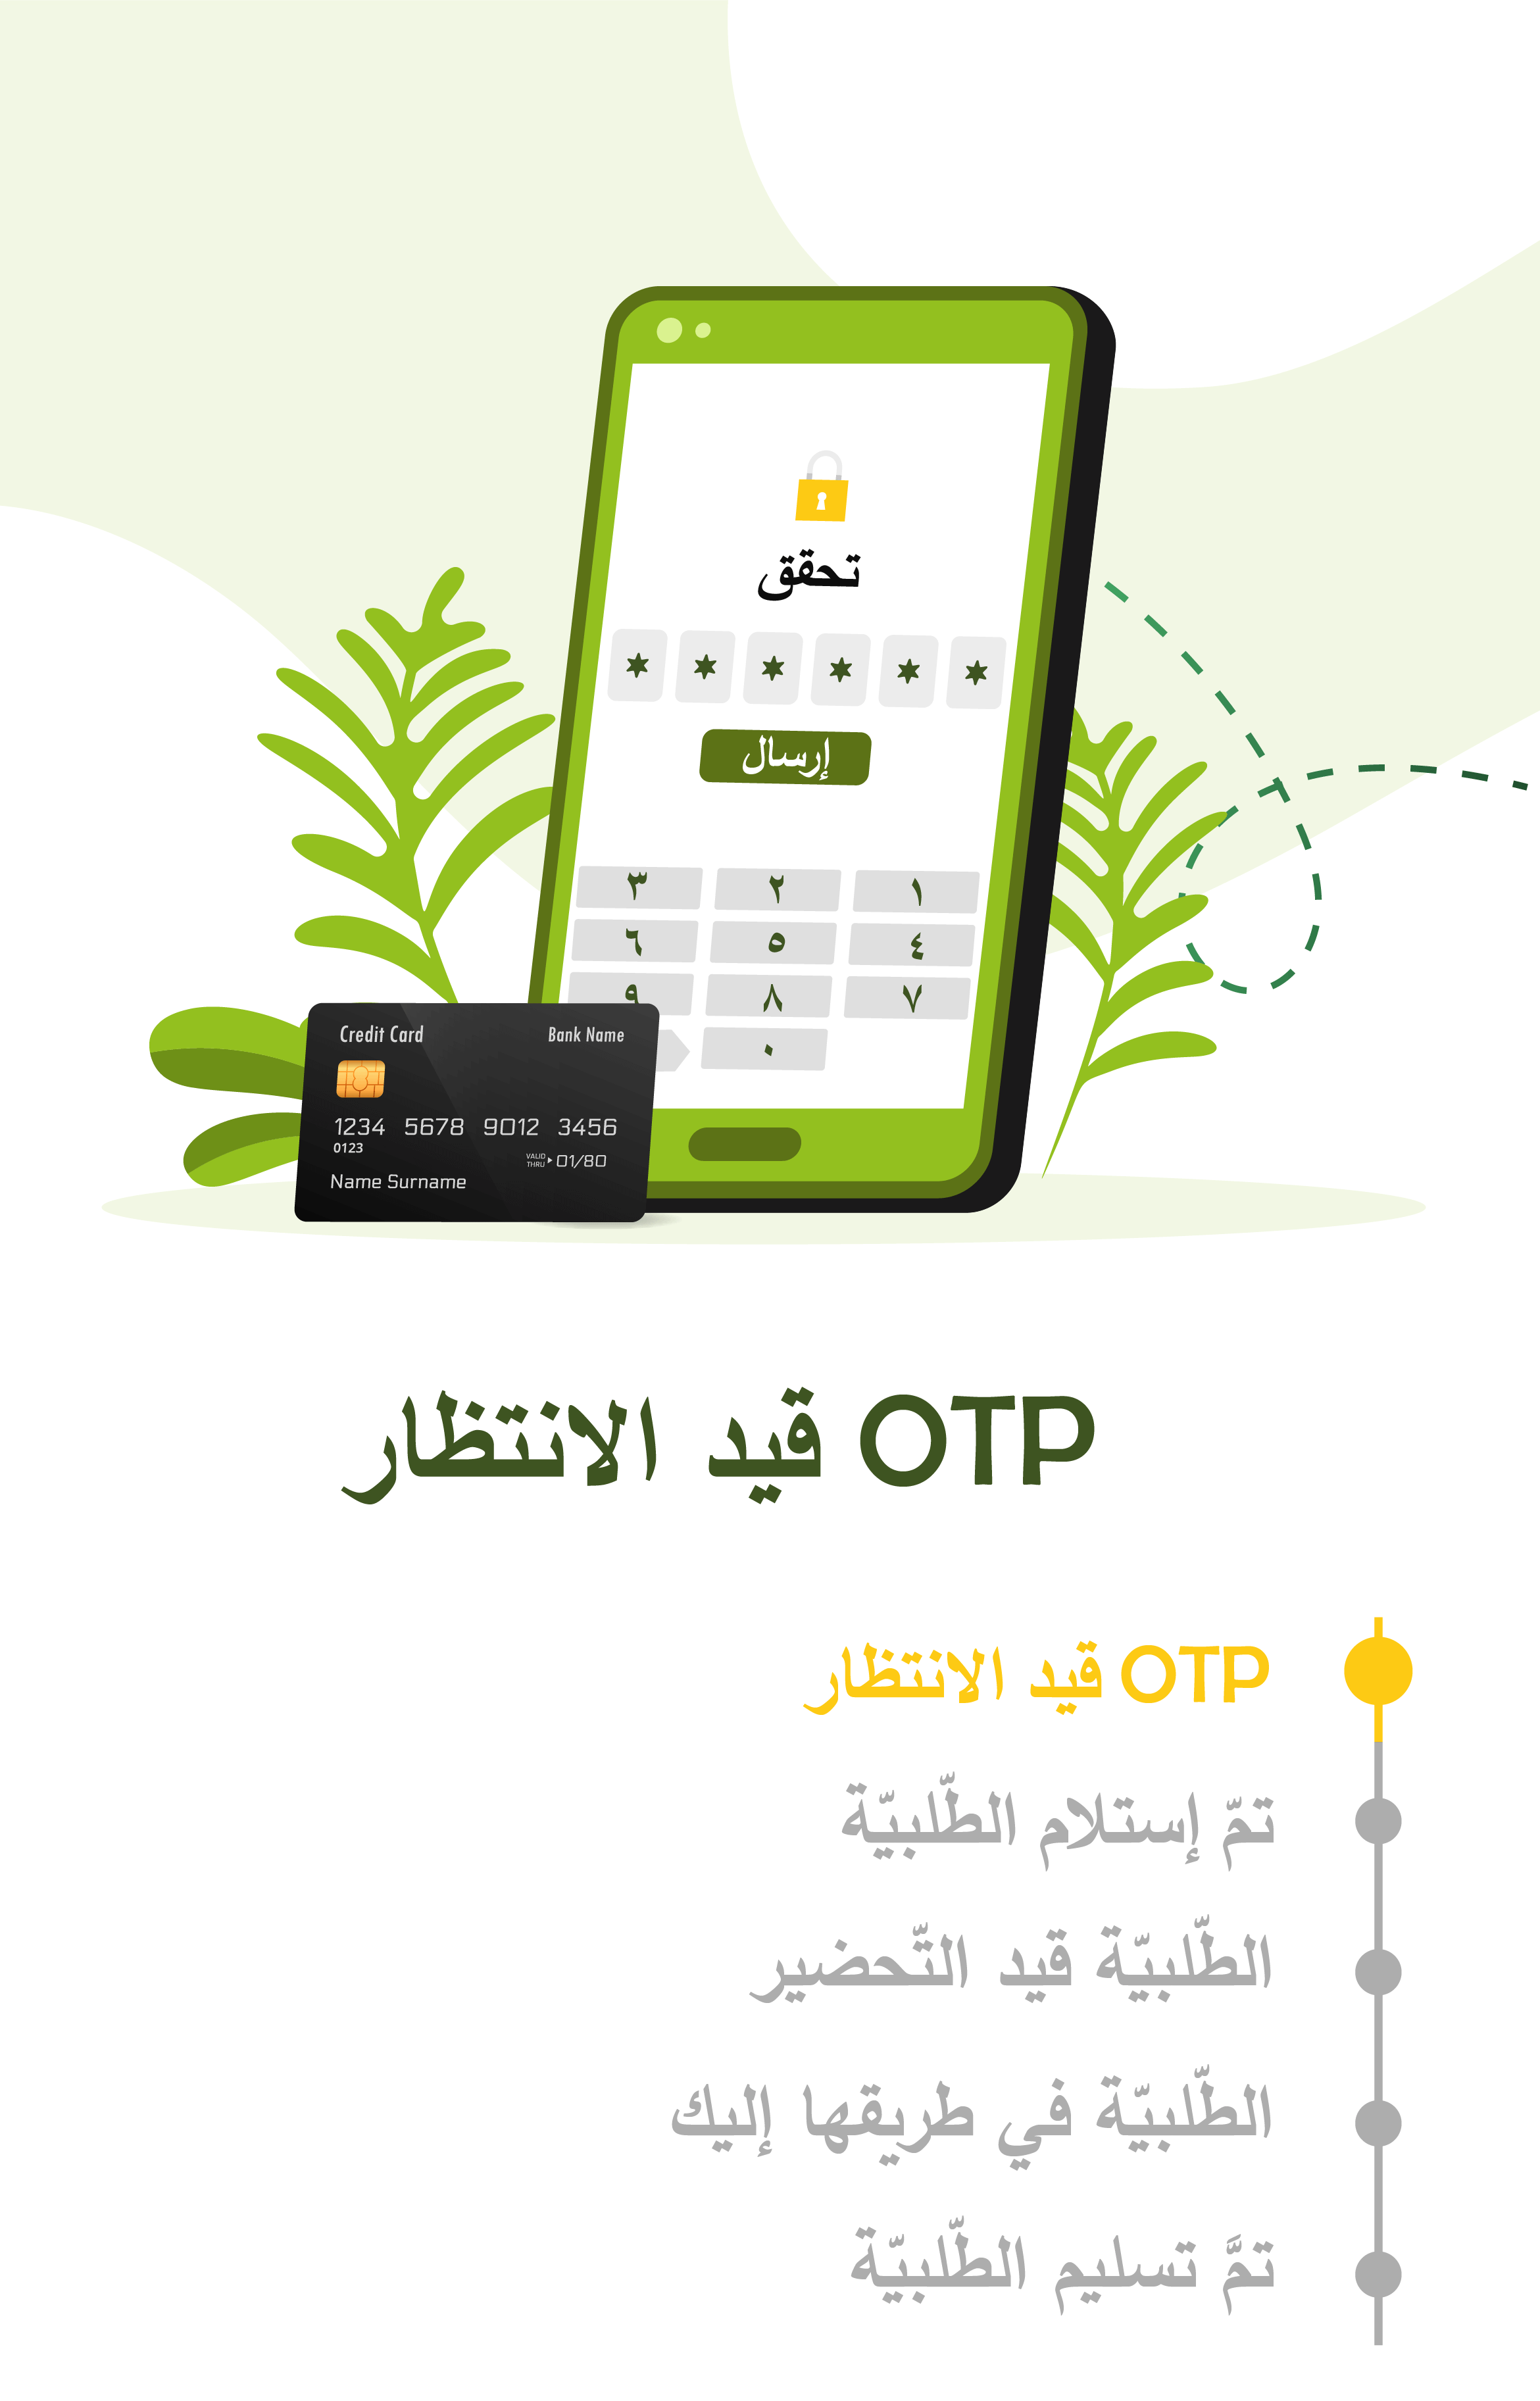 تحقق
* * * * * *
إرسال
١ ٢ ٣
٤ ٥ ٦
٧ ٨ ٩
٠
Credit Card Bank Name
1234 5678 9012 3456
0123
VALID THRU 01/80
Name Surname
OTP قيد الانتظار
OTP قيد الانتظار
تمّ إستلام الطّلبيّة
الطّلبيّة قيد التّحضير
الطّلبيّة في طريقها إليك
تمَّ تسليم الطّلبيّة